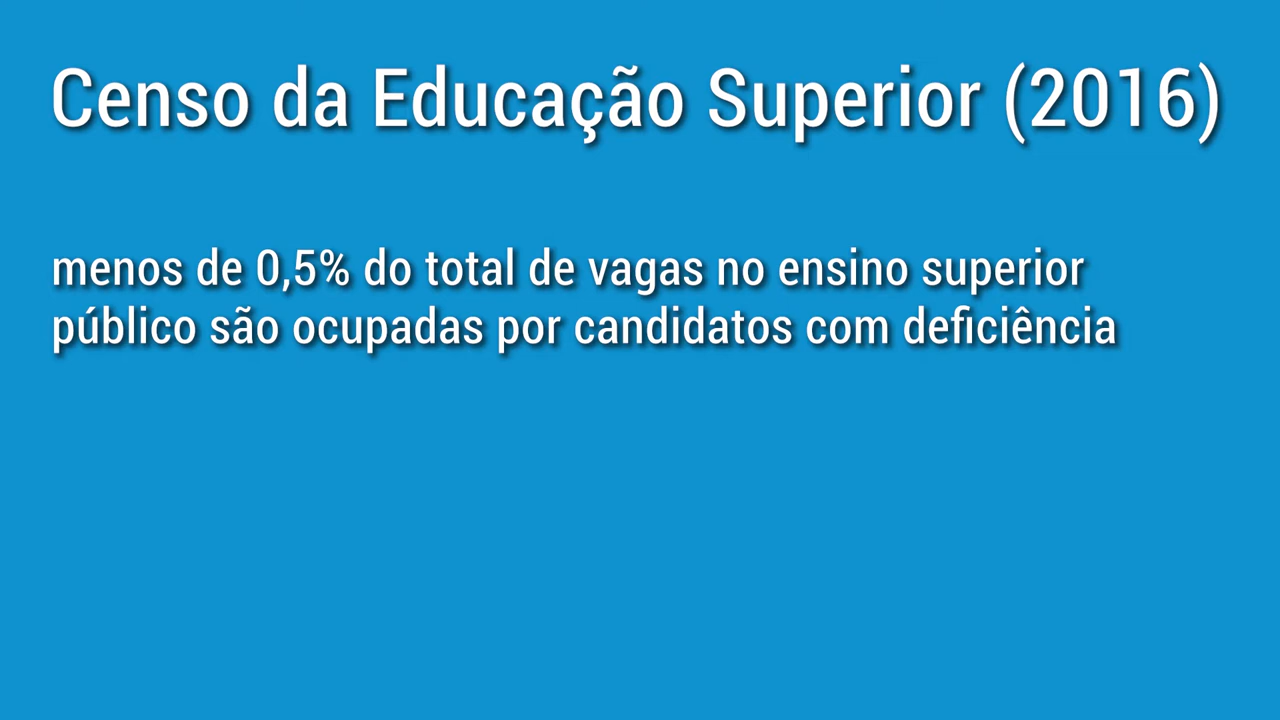 Censo da Educação Superior (2016)
menos de 0,5% do total de vagas no ensino superior
público são ocupadas por candidatos com deficiência